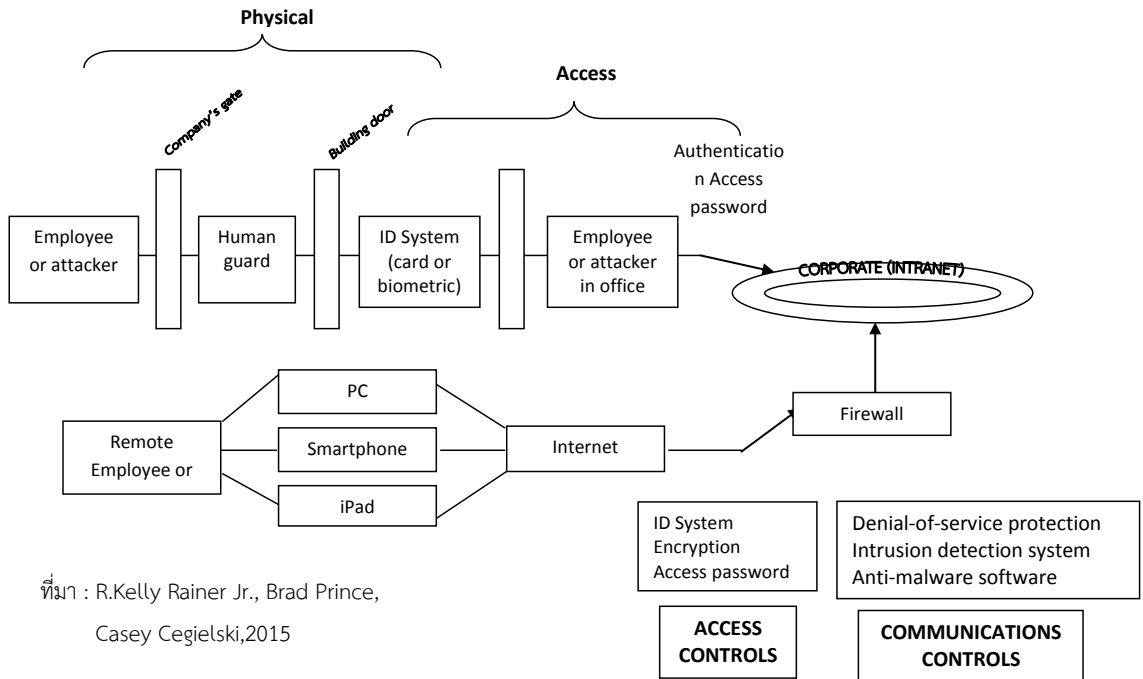 Physical
Access
Company's gate
Building door
Authenticatio
n Access
password
Employee
or attacker
Human
guard
ID System
(card or
biometric)
Employee
or attacker
in office
CORPORATE (INTRANET)
PC
Smartphone
iPad
Remote
Employee or
Internet
Firewall
ID System
Encryption
Access password
Denial-of-service protection
Intrusion detection system
Anti-malware software
ที่มา : R.Kelly Rainer Jr., Brad Prince,
Casey Cegielski,2015
ACCESS
CONTROLS
COMMUNICATIONS
CONTROLS